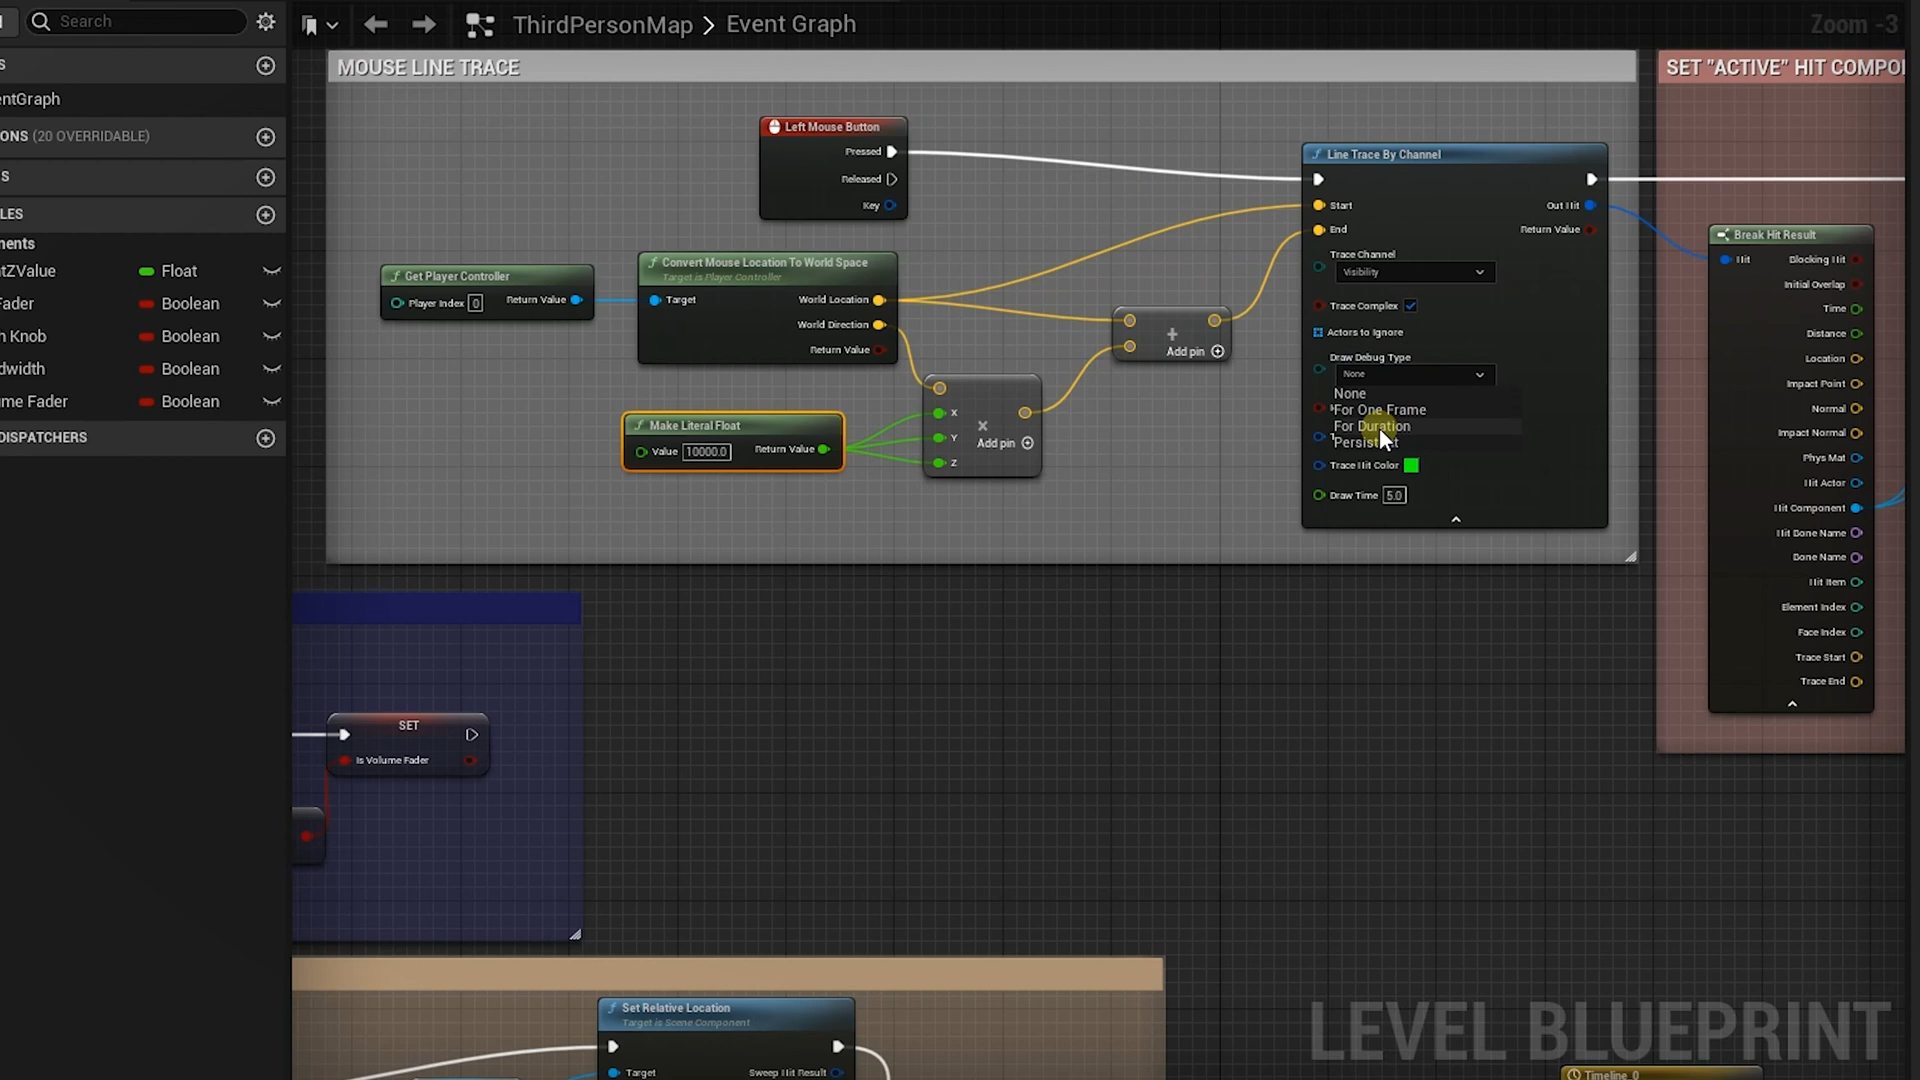 Search
ThirdPersonMap > Event Graph
Zoom -3
S
entGraph
ONS (20 OVERRIDABLE)
S
LES
nents
tZValue Float
Fader Boolean
n Knob Boolean
dwidth Boolean
me Fader Boolean
DISPATCHERS
MOUSE LINE TRACE
Left Mouse Button
Pressed
Released
Key
Get Player Controller
Player Index 0 Return Value
Convert Mouse Location To World Space
Target is Player Controller
Target World Location
World Direction
Return Value
Make Literal Float
Value 10000.0 Return Value
X
Y
Z
Add pin
Add pin
Line Trace By Channel
Start Out Hit
End Return Value
Trace Channel
Visibility
Trace Complex
Actors to Ignore
Draw Debug Type
None
None
For One Frame
For Duration
Persistent
Trace Hit Color
Draw Time 5.0
SET "ACTIVE" HIT COMPO
Break Hit Result
Hit Blocking Hit
Initial Overlap
Time
Distance
Location
Impact Point
Normal
Impact Normal
Phys Mat
Hit Actor
Hit Component
Hit Bone Name
Bone Name
Hit Item
Element Index
Face Index
Trace Start
Trace End
SET
Is Volume Fader
Set Relative Location
Target is Scene Component
Target Sweep Hit Result
LEVEL BLUEPRINT
Timeline_0